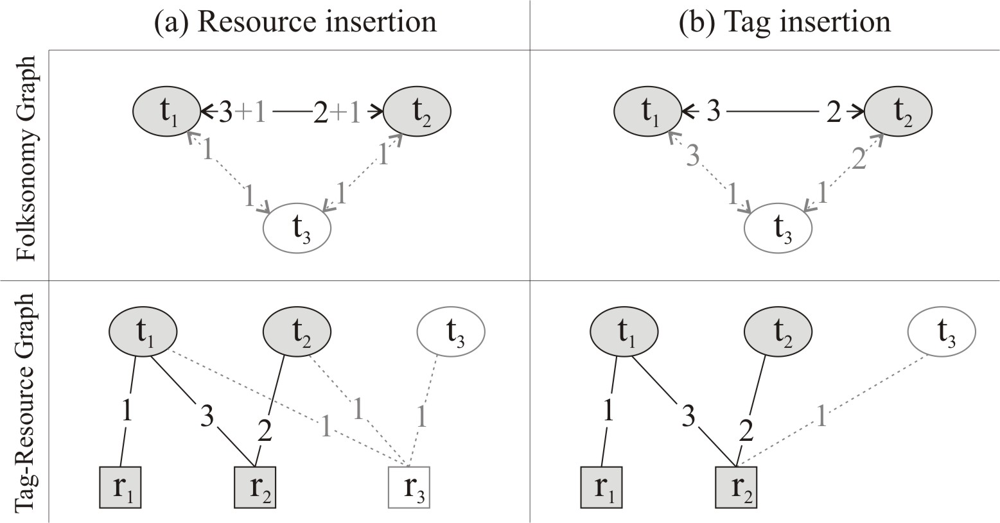 (a) Resource insertion
(b) Tag insertion
Folksonomy Graph
t₁ 3+1 2+1 t₂
1 1
1 1
t₃
t₁ 3 2 t₂
3 2
1 1
t₃
Tag-Resource Graph
t₁ t₂ t₃
1 3 2 1 1 1
r₁ r₂ r₃
t₁ t₂ t₃
1 3 2 1
r₁ r₂